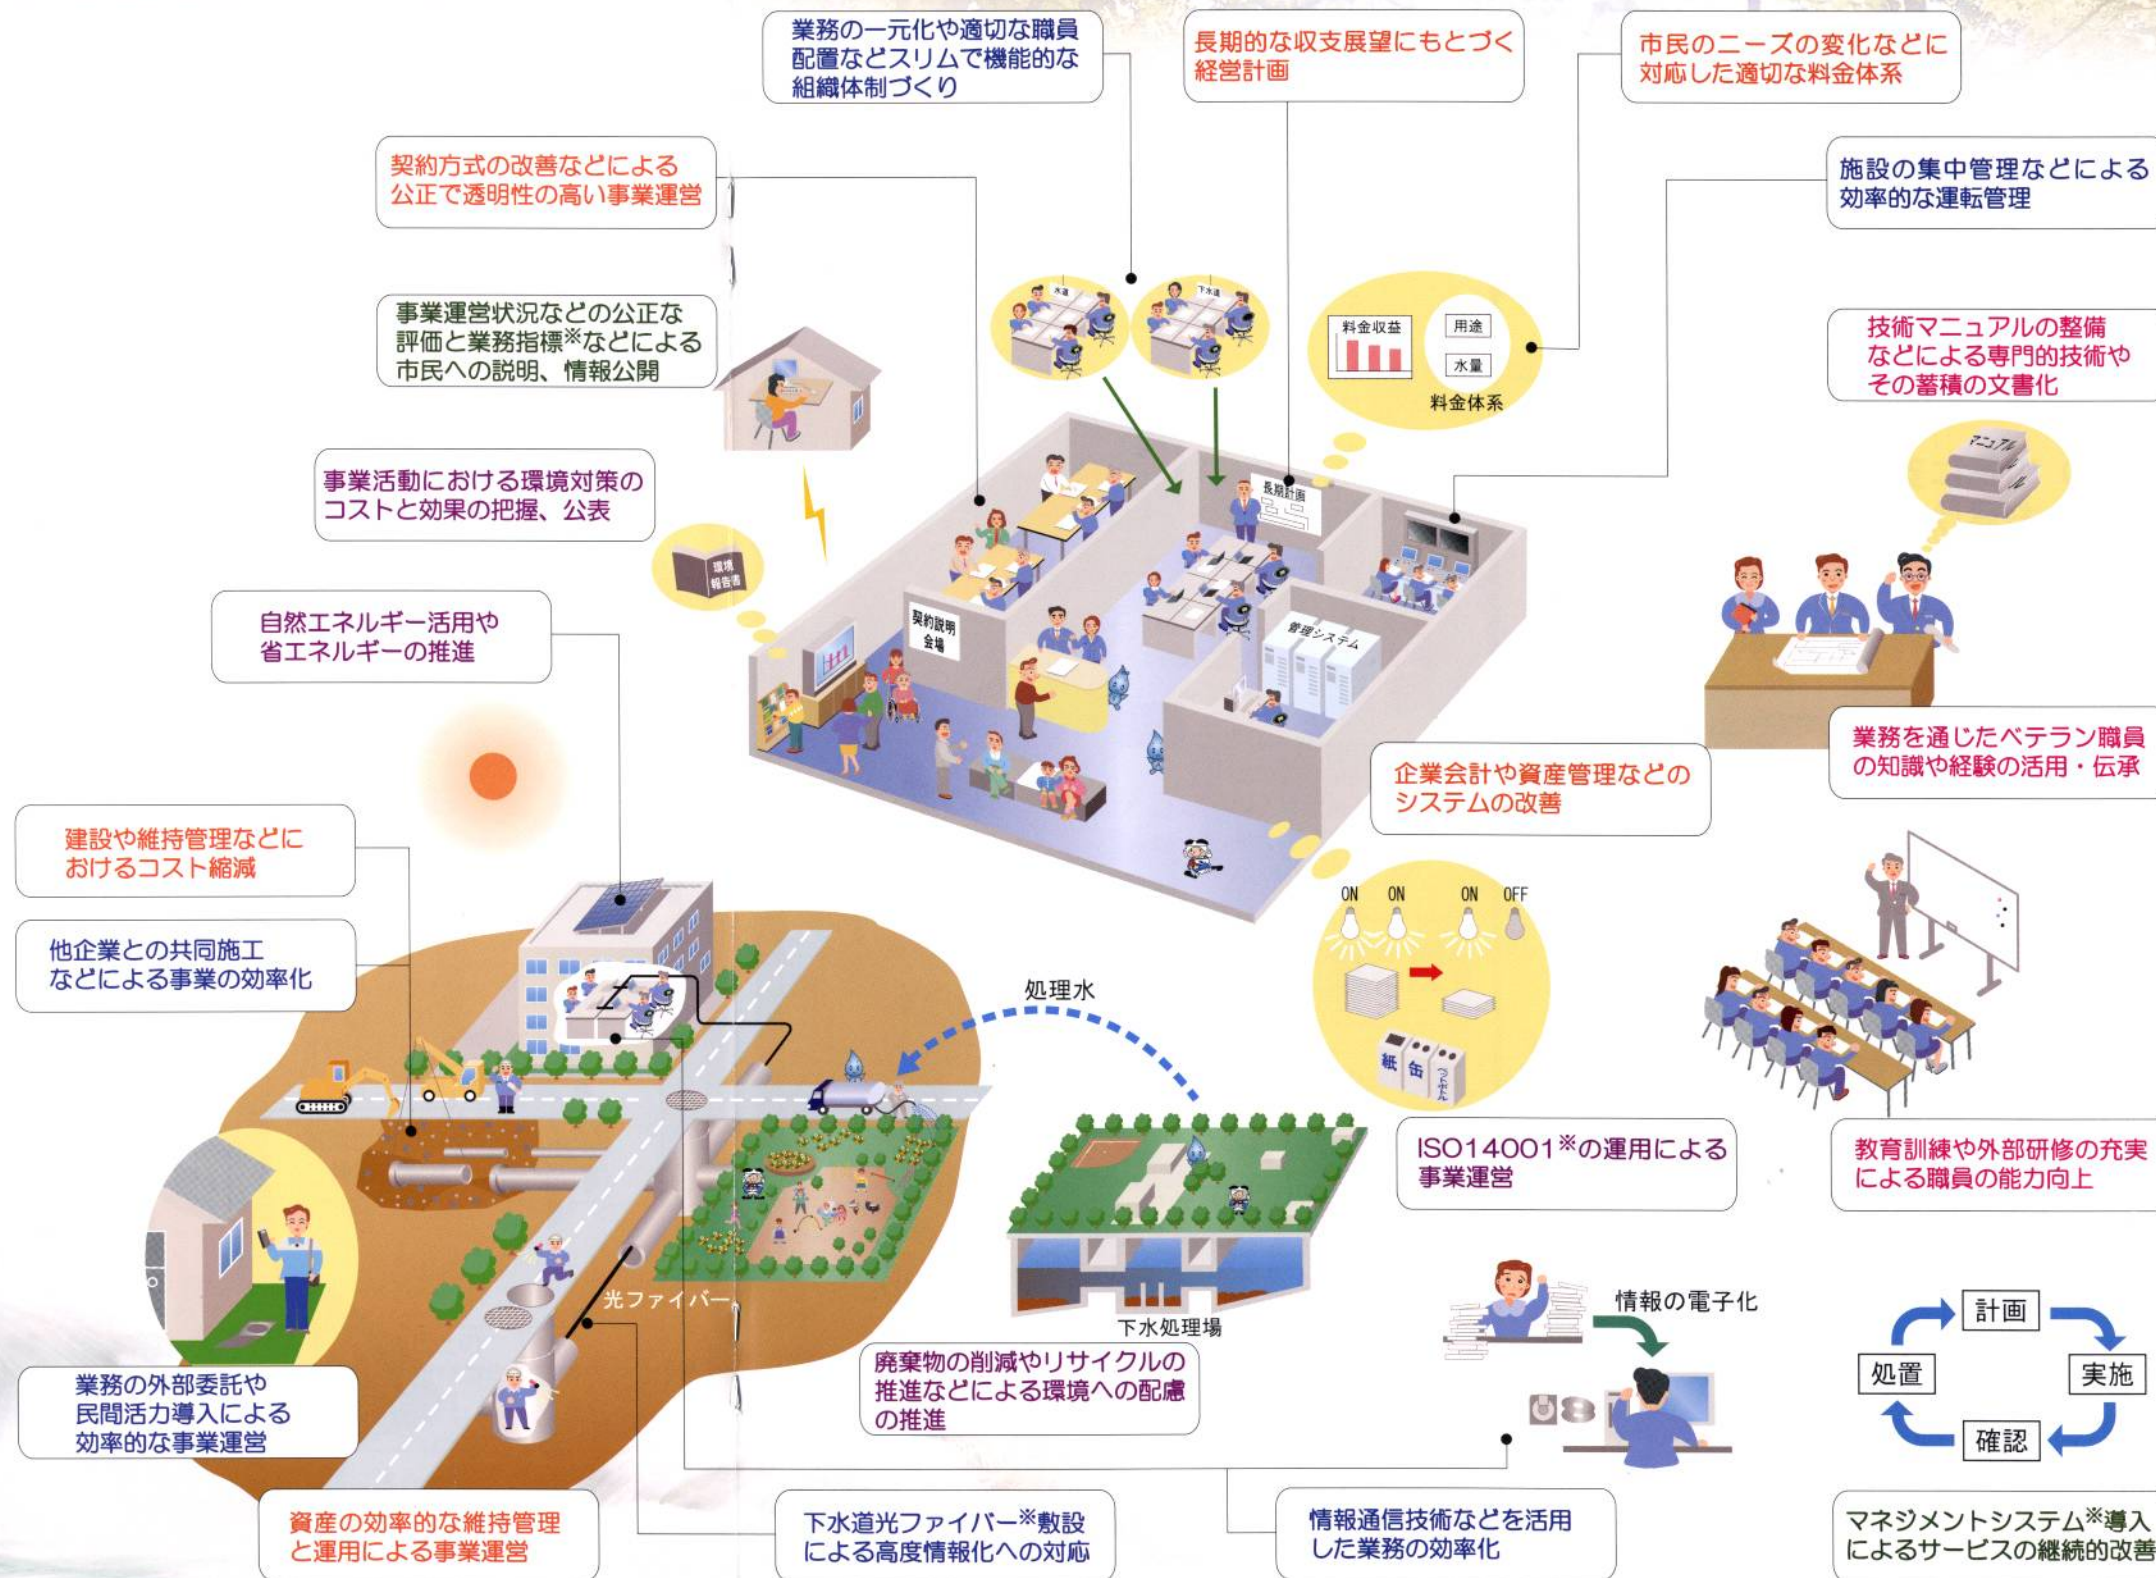 業務の一元化や適切な職員
配置などスリムで機能的な
組織体制づくり
長期的な収支展望にもとづく
経営計画
市民のニーズの変化などに
対応した適切な料金体系
契約方式の改善などによる
公正で透明性の高い事業運営
施設の集中管理などによる
効率的な運転管理
事業運営状況などの公正な
評価と業務指標※などによる
市民への説明、情報公開
水道
下水道
料金収益
用途
水量
料金体系
技術マニュアルの整備
などによる専門的技術や
その蓄積の文書化
マニュアル
事業活動における環境対策の
コストと効果の把握、公表
環境
報告書
長期計画
契約説明
会場
管理システム
自然エネルギー活用や
省エネルギーの推進
業務を通じたベテラン職員
の知識や経験の活用・伝承
企業会計や資産管理などの
システムの改善
建設や維持管理などに
おけるコスト縮減
他企業との共同施工
などによる事業の効率化
ON ON ON OFF
処理水
紙 缶 ペットボトル
ISO14001※の運用による
事業運営
教育訓練や外部研修の充実
による職員の能力向上
光ファイバー
下水処理場
情報の電子化
計画
処置
実施
確認
廃棄物の削減やリサイクルの
推進などによる環境への配慮
の推進
業務の外部委託や
民間活力導入による
効率的な事業運営
資産の効率的な維持管理
と運用による事業運営
下水道光ファイバー※敷設
による高度情報化への対応
情報通信技術などを活用
した業務の効率化
マネジメントシステム※導入
によるサービスの継続的改善